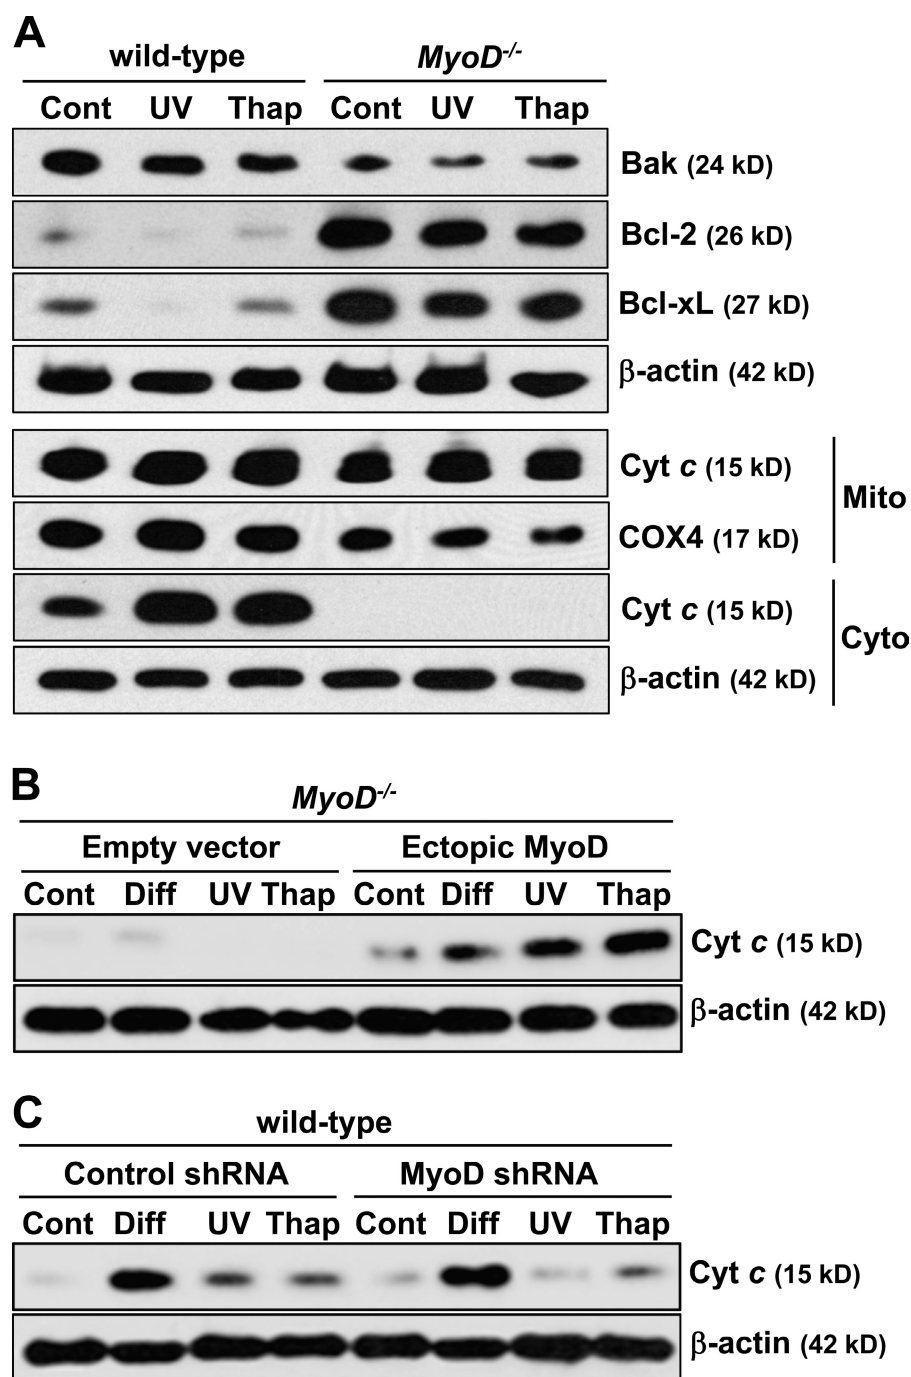 A
wild-type MyoD-/-
Cont UV Thap Cont UV Thap
Bak (24 kD)
Bcl-2 (26 kD)
Bcl-xL (27 kD)
β-actin (42 kD)
Cyt c (15 kD)
COX4 (17 kD)
Mito
Cyt c (15 kD)
β-actin (42 kD)
Cyto
B
MyoD-/-
Empty vector Ectopic MyoD
Cont Diff UV Thap Cont Diff UV Thap
Cyt c (15 kD)
β-actin (42 kD)
C
wild-type
Control shRNA MyoD shRNA
Cont Diff UV Thap Cont Diff UV Thap
Cyt c (15 kD)
β-actin (42 kD)